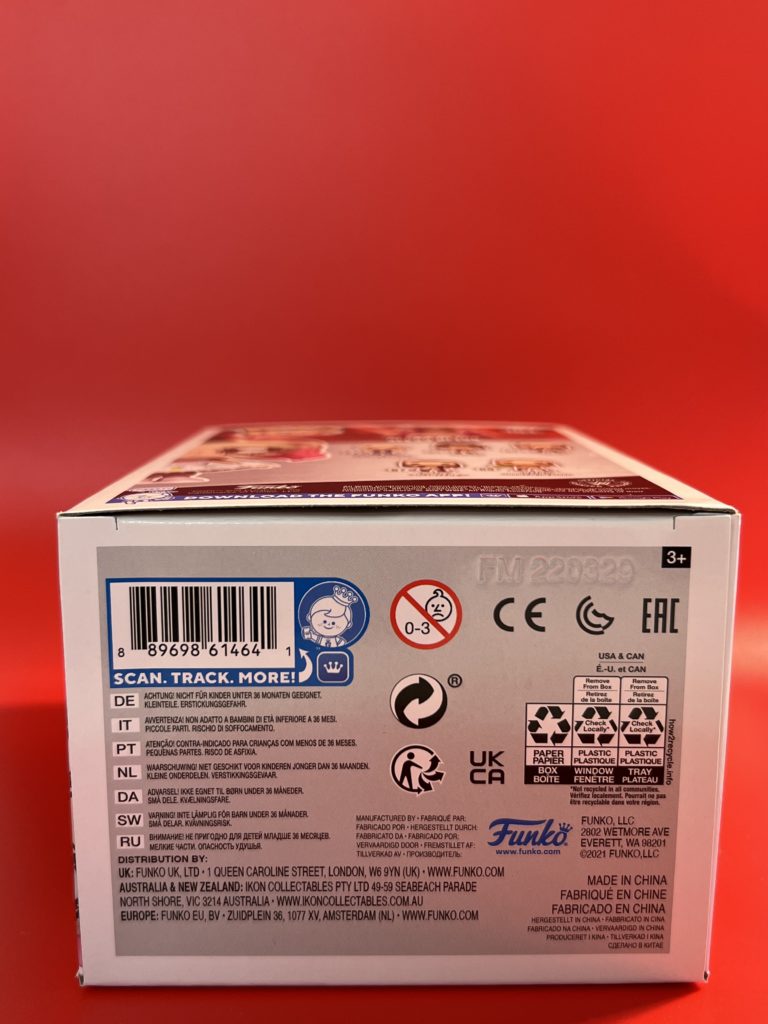 Funko
DOWNLOAD THE FUNKO APP!
FM 220329
3+
8 89698 61464 1
SCAN. TRACK. MORE!
0-3
CE
EAC
®
UK
CA
USA & CAN
É.-U. et CAN
Remove From Box
Retirez de la boîte
Remove From Box
Retirez de la boîte
Check Locally*
Check Locally*
PAPER
PAPIER
BOX
BOÎTE
PLASTIC
PLASTIQUE
WINDOW
FENÊTRE
PLASTIC
PLASTIQUE
TRAY
PLATEAU
how2recycle.info
*Not recycled in all communities.
Vérifiez localement. Pourrait ne pas
être recyclable dans votre région.
DE ACHTUNG! NICHT FÜR KINDER UNTER 36 MONATEN GEEIGNET.
KLEINTEILE. ERSTICKUNGSGEFAHR.
IT AVVERTENZA! NON ADATTO A BAMBINI DI ETÀ INFERIORE A 36 MESI.
PICCOLE PARTI. RISCHIO DI SOFFOCAMENTO.
PT ATENÇÃO! CONTRA-INDICADO PARA CRIANÇAS COM MENOS DE 36 MESES.
PEQUENAS PARTES. RISCO DE ASFIXIA.
NL WAARSCHUWING! NIET GESCHIKT VOOR KINDEREN JONGER DAN 36 MAANDEN.
KLEINE ONDERDELEN. VERSTIKKINGSGEVAAR.
DA ADVARSEL! IKKE EGNET TIL BØRN UNDER 36 MÅNEDER.
SMÅ DELE. KVÆLNINGSFARE.
SW VARNING! INTE LÄMPLIG FÖR BARN UNDER 36 MÅNADER.
SMÅ DELAR. KVÄVNINGSRISK.
RU ВНИМАНИЕ! НЕ ПРИГОДНО ДЛЯ ДЕТЕЙ МЛАДШЕ 36 МЕСЯЦЕВ.
МЕЛКИЕ ЧАСТИ. ОПАСНОСТЬ УДУШЬЯ.
MANUFACTURED BY • FABRIQUÉ PAR:
FABRICADO POR • HERGESTELLT DURCH:
FABBRICATO DA • FABRICADO POR:
VERVAARDIGD DOOR • FREMSTILLET AF:
TILLVERKAD AV • ПРОИЗВОДИТЕЛЬ:
Funko
www.funko.com
FUNKO, LLC
2802 WETMORE AVE
EVERETT, WA 98201
©2021 FUNKO,LLC
DISTRIBUTION BY:
UK: FUNKO UK, LTD • 1 QUEEN CAROLINE STREET, LONDON, W6 9YN (UK) • WWW.FUNKO.COM
AUSTRALIA & NEW ZEALAND: IKON COLLECTABLES PTY LTD 49-59 SEABEACH PARADE
NORTH SHORE, VIC 3214 AUSTRALIA • WWW.IKONCOLLECTABLES.COM.AU
EUROPE: FUNKO EU, BV • ZUIDPLEIN 36, 1077 XV, AMSTERDAM (NL) • WWW.FUNKO.COM
MADE IN CHINA
FABRIQUÉ EN CHINE
FABRICADO EN CHINA
HERGESTELLT IN CHINA • FABBRICATO IN CINA
FABRICADO NA CHINA • VERVAARDIGD IN CHINA
PRODUCERET I KINA • TILLVERKAD I KINA
СДЕЛАНО В КИТАЕ